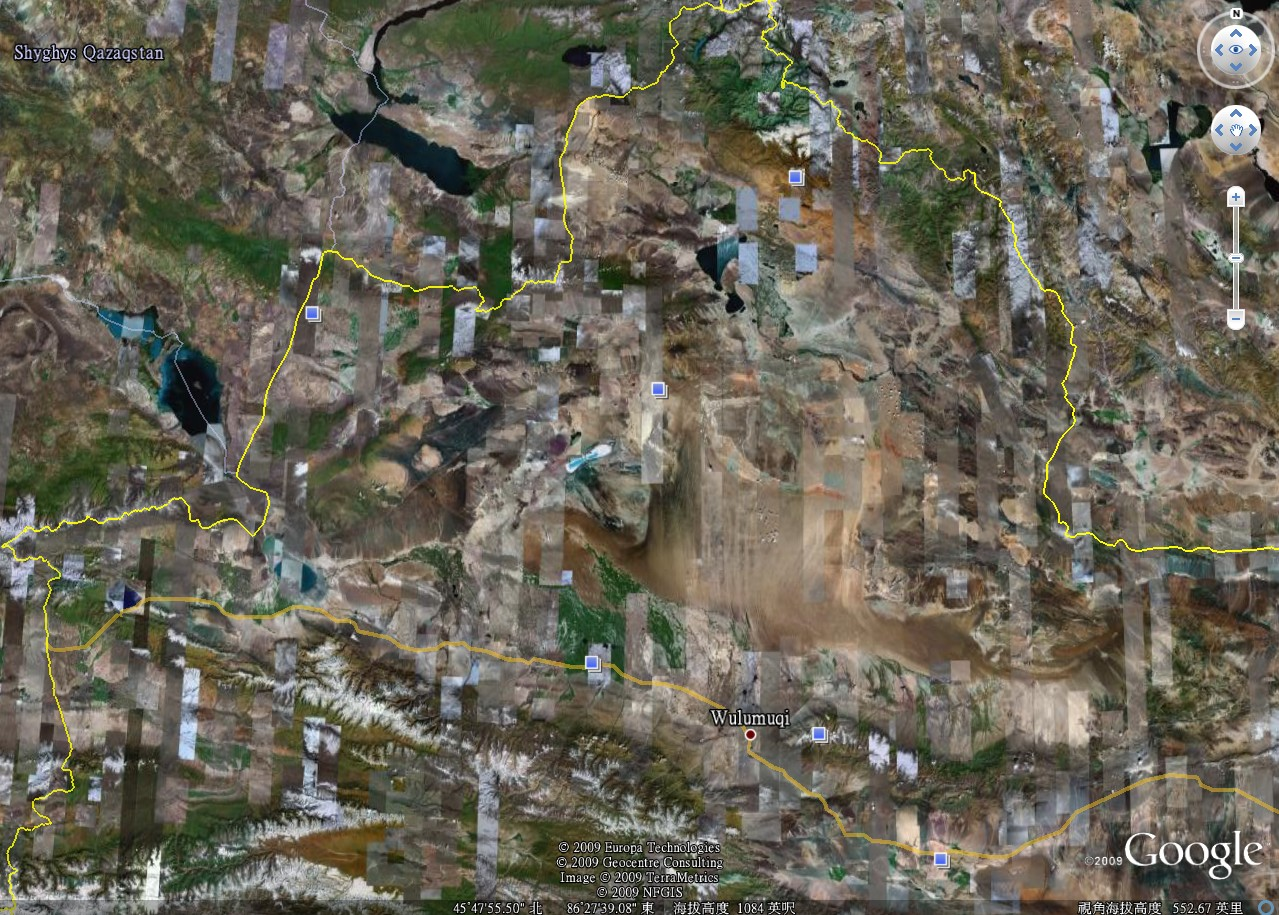 N
Shyghys Qazaqstan
Wulumuqi
© 2009 Europa Technologies
© 2009 Geocentre Consulting
Image © 2009 TerraMetrics
© 2009 NFGIS
©2009 Google
45°47'55.50" 北 86°27'39.08" 東 海拔高度 1084 英呎 視角海拔高度 552.67 英里